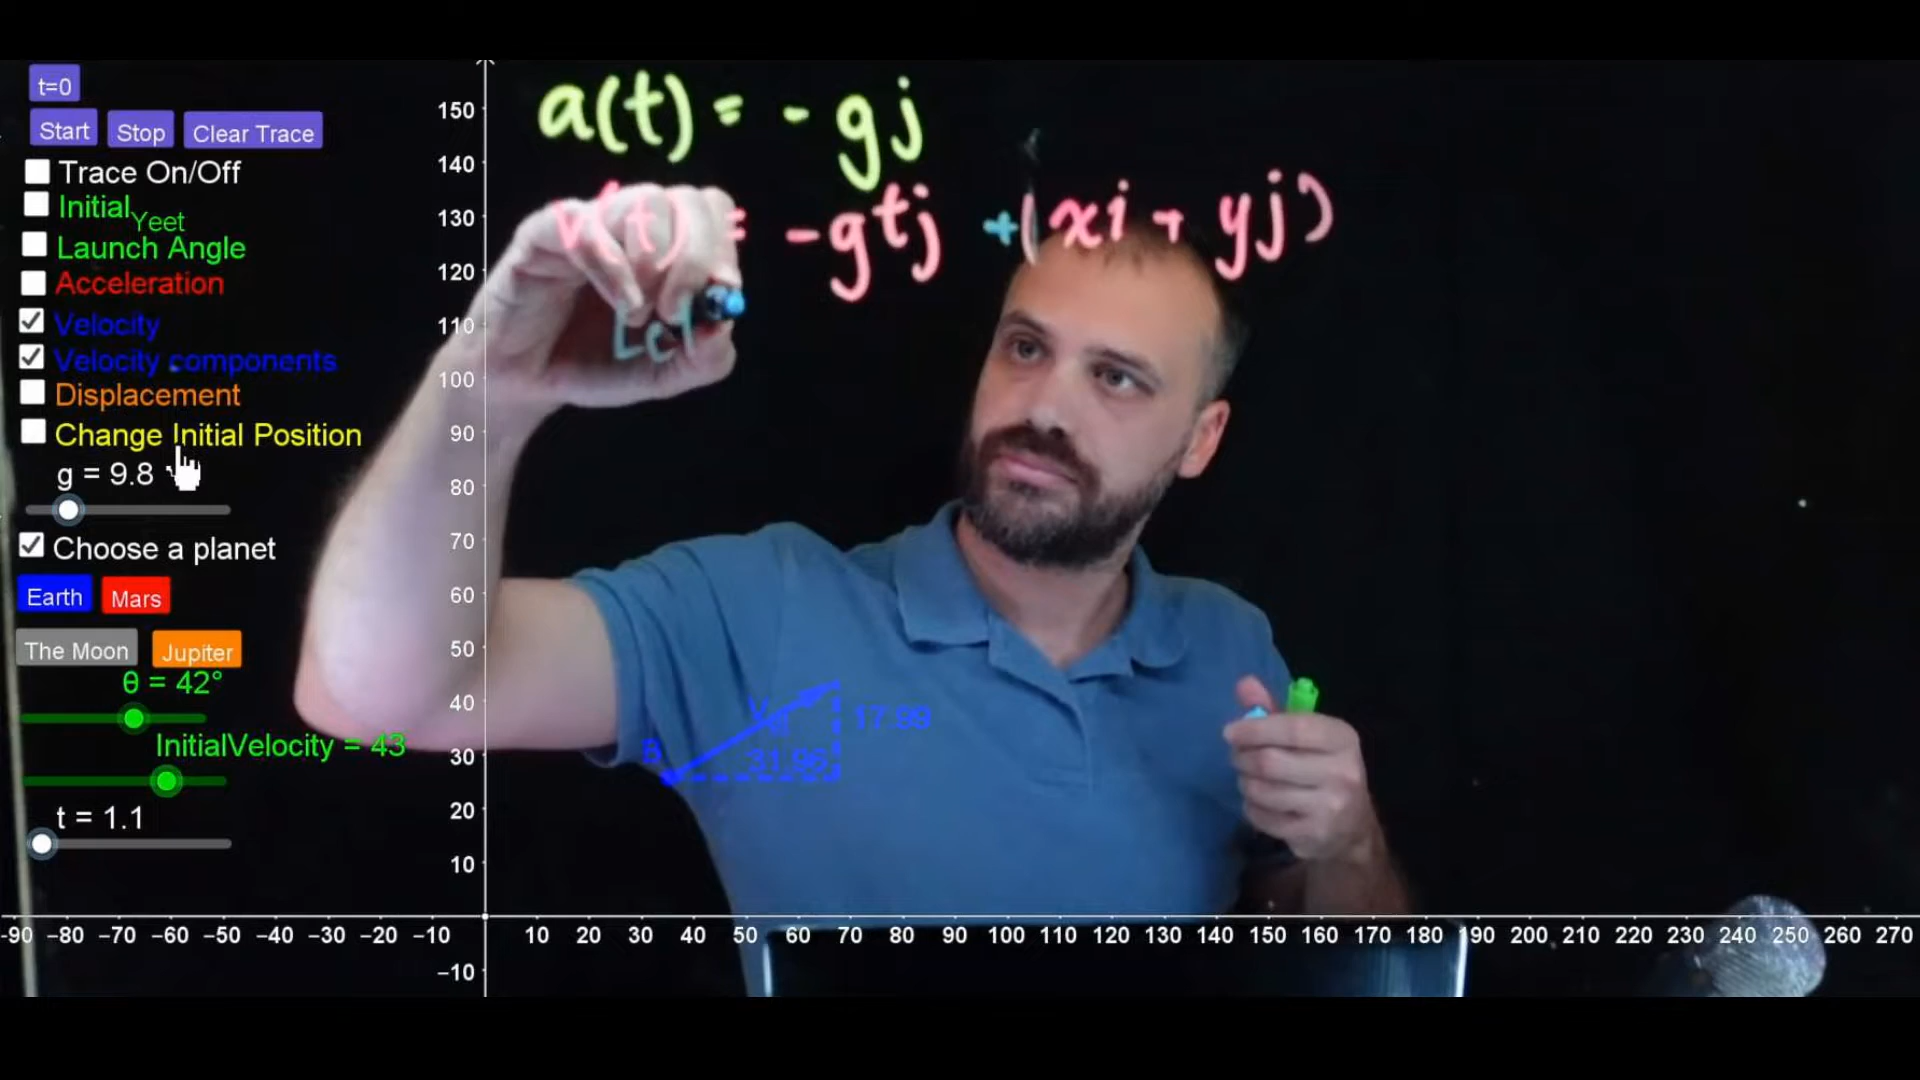 t=0
Start Stop Clear Trace
Trace On/Off
Initial Yeet
Launch Angle
Acceleration
Velocity
Velocity components
Displacement
Change Initial Position
g = 9.8
Choose a planet
Earth Mars
The Moon Jupiter
θ = 42°
InitialVelocity = 43
t = 1.1
a(t) = -gj
v(t) = -gtj + (xi + yj)
Let
150
140
130
120
110
100
90
80
70
60
50
40
30
20
10
−10
B
17.99
31.96
-90 −80 −70 −60 −50 −40 −30 −20 −10 10 20 30 40 50 60 70 80 90 100 110 120 130 140 150 160 170 180 190 200 210 220 230 240 250 260 270